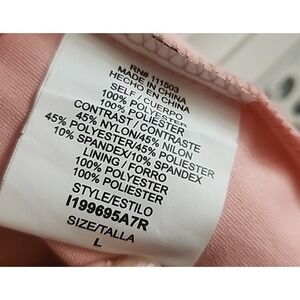 RN# 111503
MADE IN CHINA
HECHO EN CHINA
SELF / CUERPO
100% POLYESTER
100% POLIESTER
CONTRAST / CONTRASTE
45% NYLON/45% NILON
45% POLYESTER/45% POLIESTER
10% SPANDEX/10% SPANDEX
LINING / FORRO
100% POLYESTER
100% POLIESTER
STYLE/ESTILO
I199695A7R
SIZE/TALLA
L